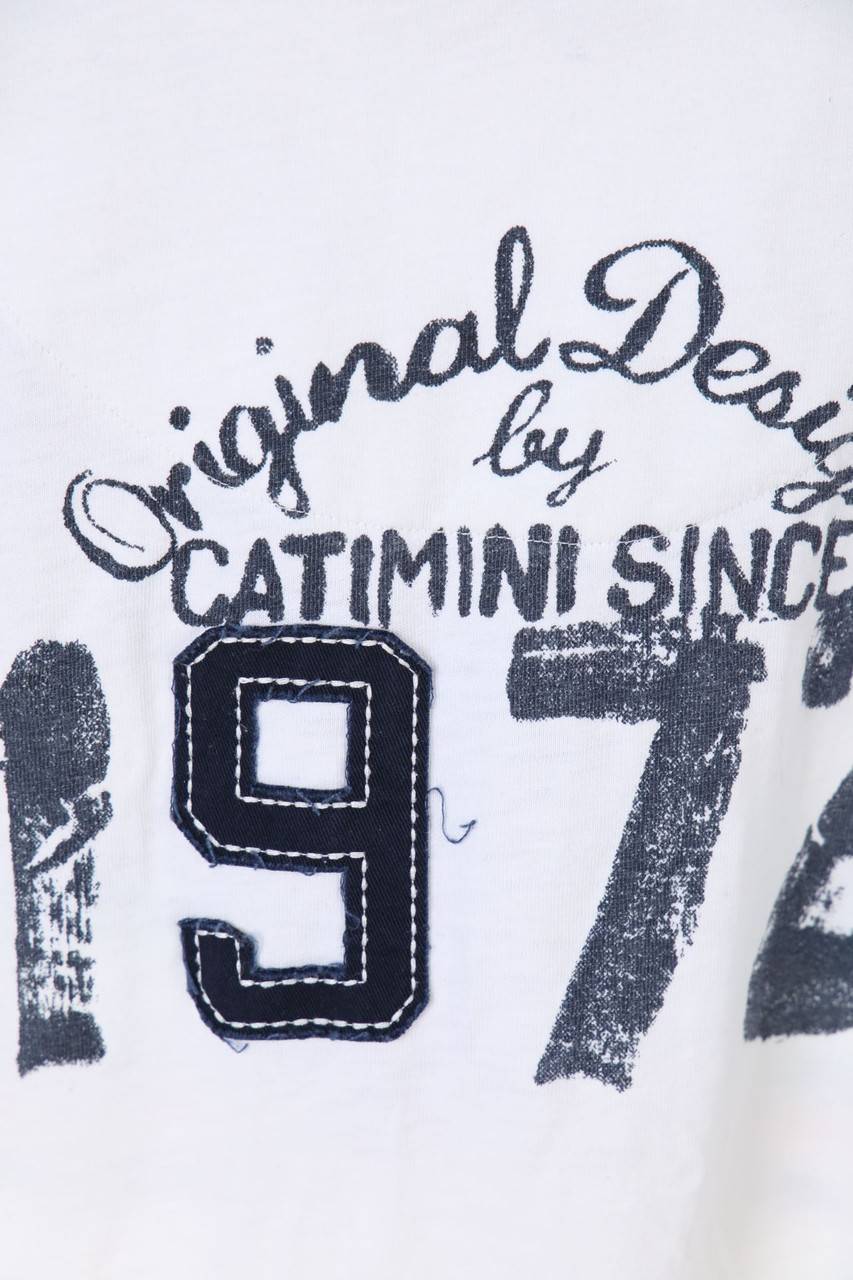 Original Desig
by
CATIMINI SINCE
1972